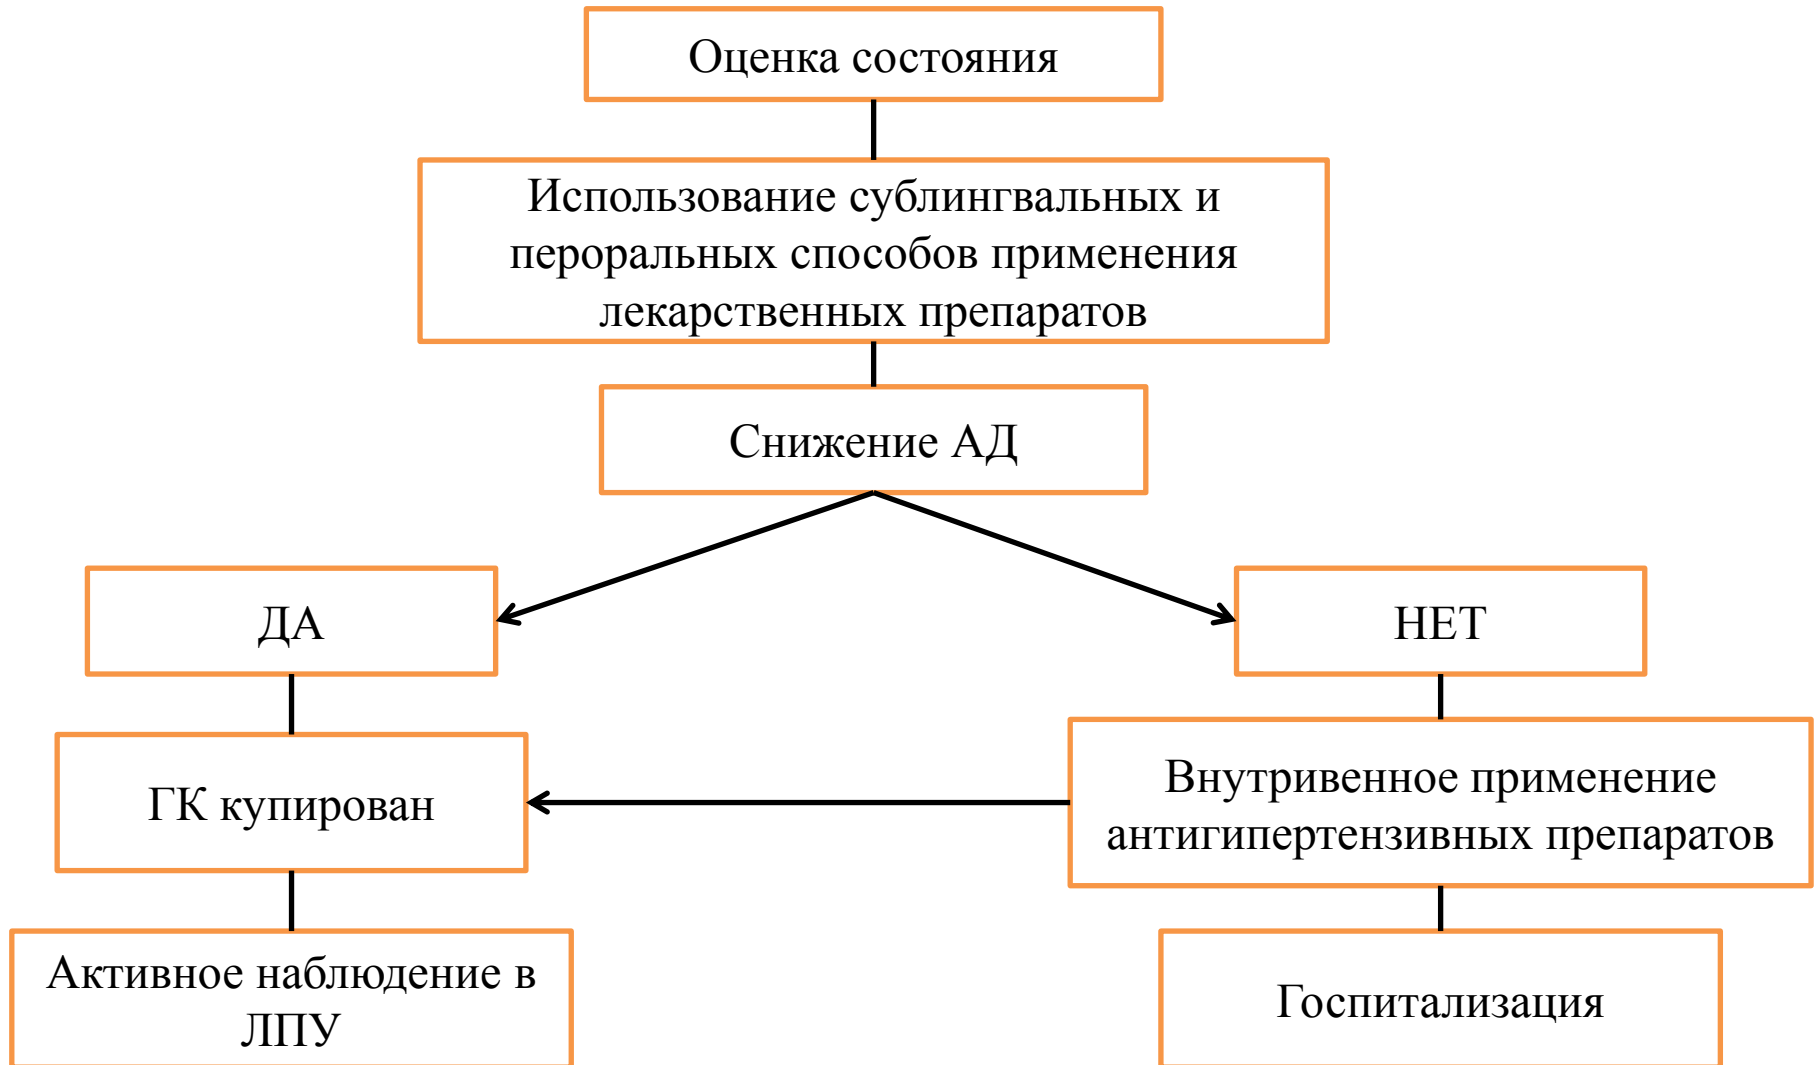 Оценка состояния
Использование сублингвальных и
пероральных способов применения
лекарственных препаратов
Снижение АД
ДА
НЕТ
ГК купирован
Внутривенное применение
антигипертензивных препаратов
Активное наблюдение в
ЛПУ
Госпитализация